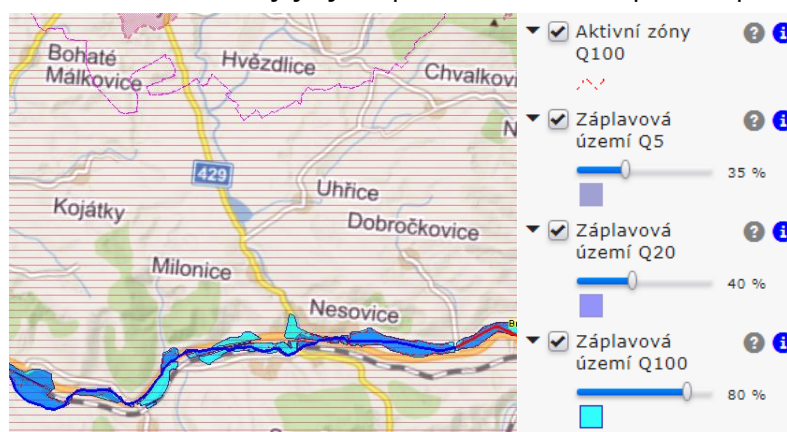 Bohaté
Málkovice
Hvězdlice
Chvalkovi
N
429
Uhřice
Kojátky
Dobročkovice
Milonice
Nesovice
Aktivní zóny
Q100
Záplavová
území Q5
35 %
Záplavová
území Q20
40 %
Záplavová
území Q100
80 %